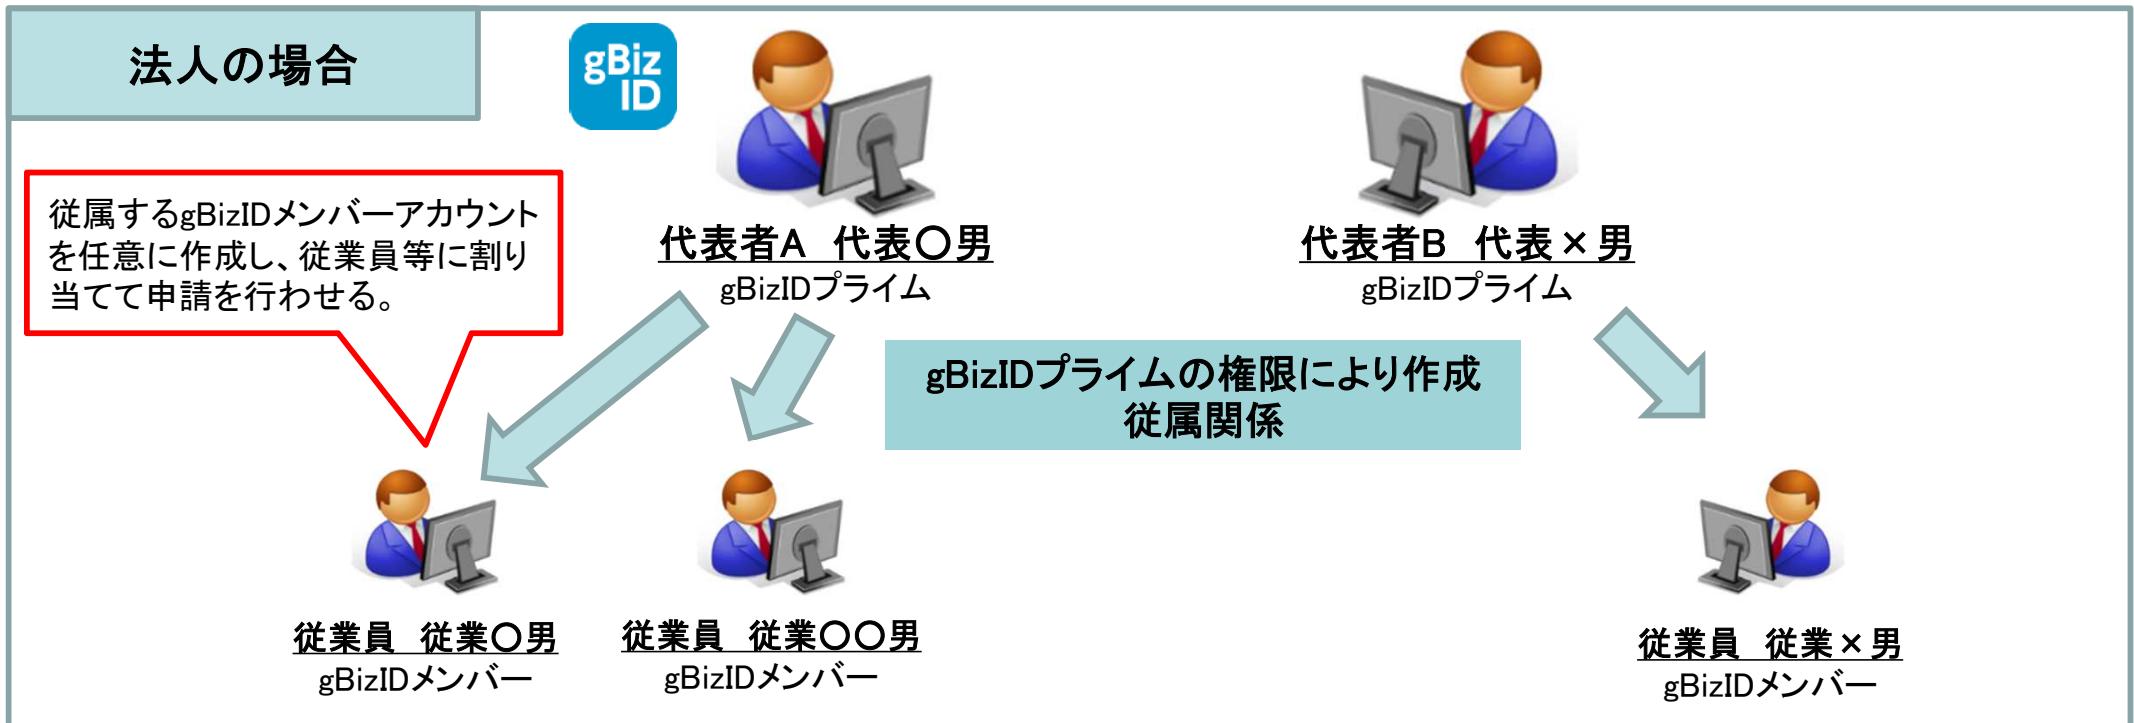 法人の場合
gBiz
ID
従属するgBizIDメンバーアカウント
を任意に作成し、従業員等に割り
当てて申請を行わせる。
代表者A　代表〇男
gBizIDプライム
代表者B　代表×男
gBizIDプライム
gBizIDプライムの権限により作成
従属関係
従業員　従業〇男
gBizIDメンバー
従業員　従業〇〇男
gBizIDメンバー
従業員　従業×男
gBizIDメンバー